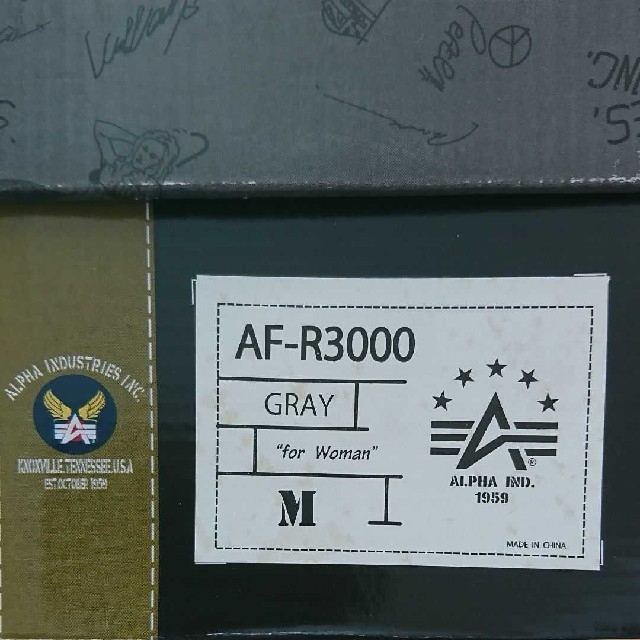 ALPHA INDUSTRIES INC.
KNOXVILLE TENNESSEE, U.S.A
EST. OCTOBER 1959
AF-R3000
GRAY
"for Woman"
M
®
ALPHA IND.
1959
MADE IN CHINA